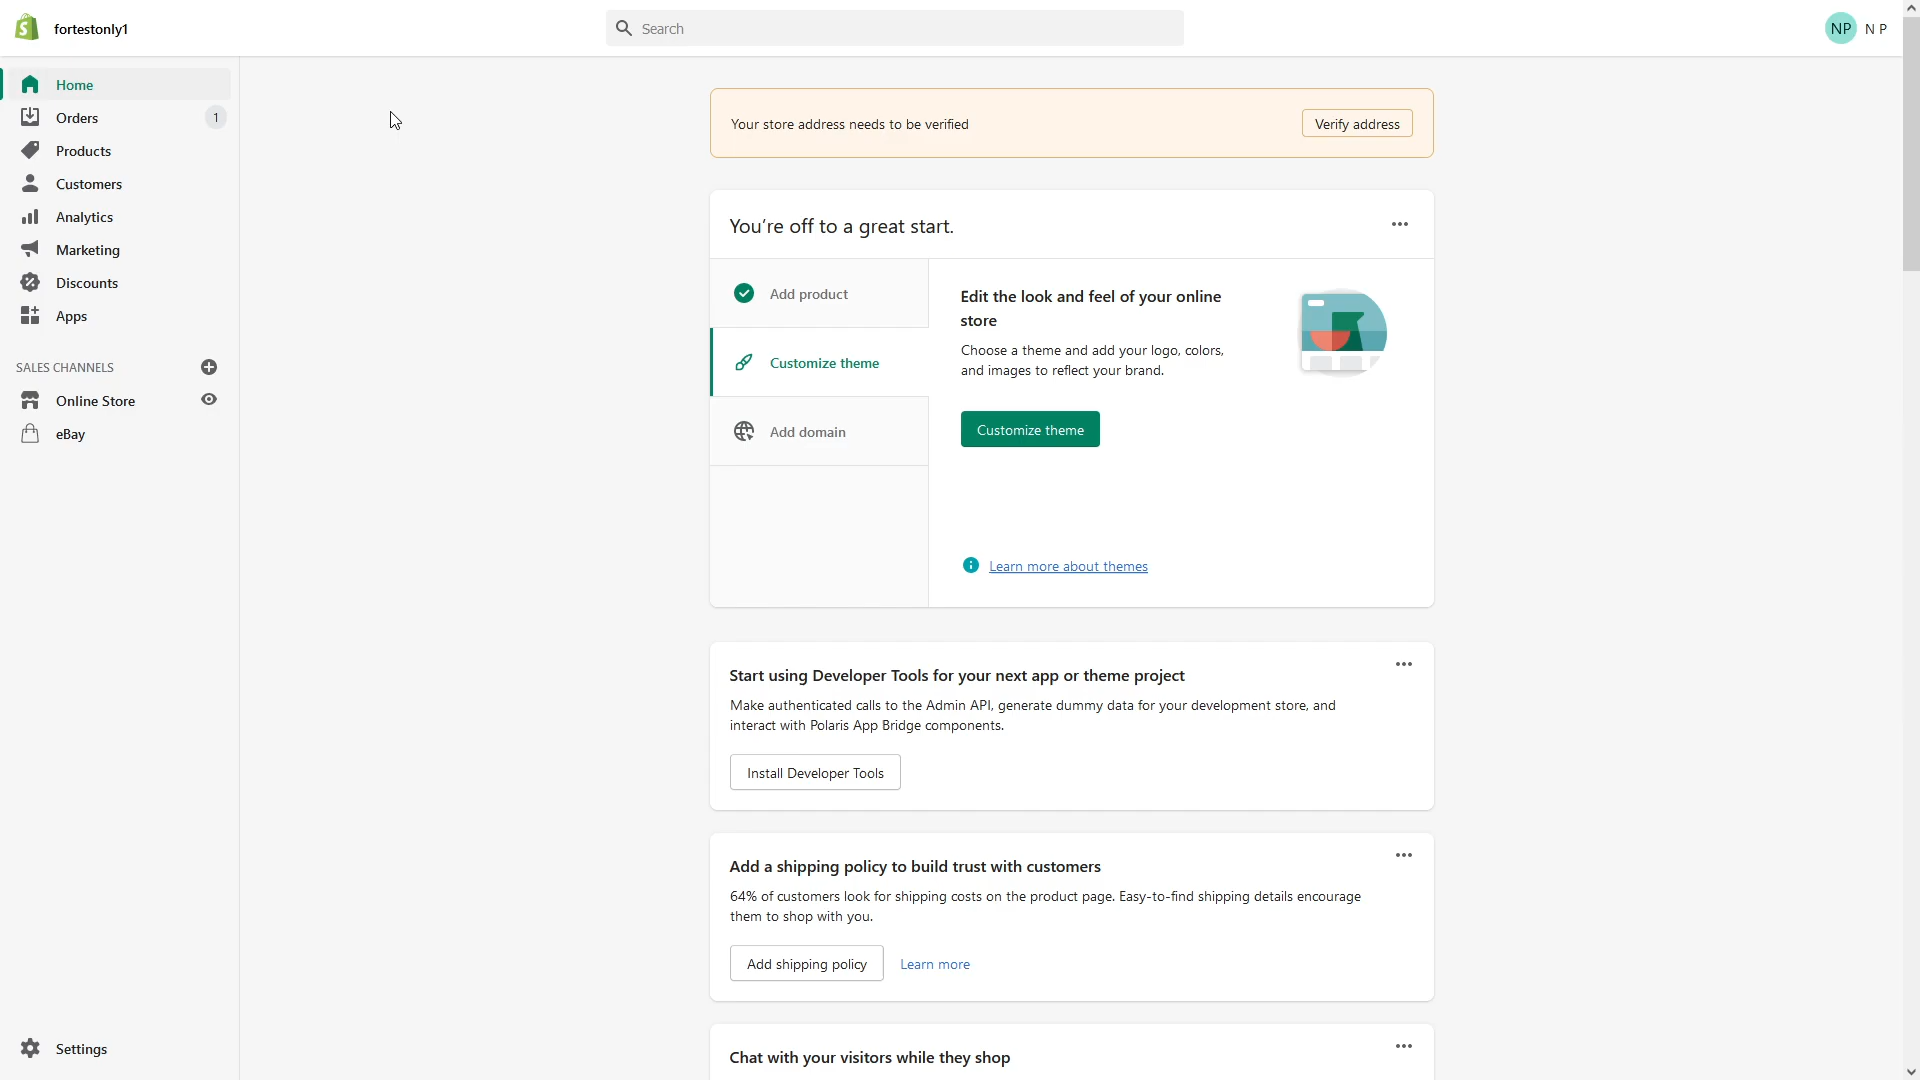 fortestonly1
Search
NP
N P
Home
Orders
1
Products
Customers
Analytics
Marketing
Discounts
Apps
SALES CHANNELS
Online Store
eBay
Settings
Your store address needs to be verified
Verify address
You’re off to a great start.
Add product
Customize theme
Add domain
Edit the look and feel of your online
store
Choose a theme and add your logo, colors,
and images to reflect your brand.
Customize theme
Learn more about themes
Start using Developer Tools for your next app or theme project
Make authenticated calls to the Admin API, generate dummy data for your development store, and
interact with Polaris App Bridge components.
Install Developer Tools
Add a shipping policy to build trust with customers
64% of customers look for shipping costs on the product page. Easy-to-find shipping details encourage
them to shop with you.
Add shipping policy
Learn more
Chat with your visitors while they shop